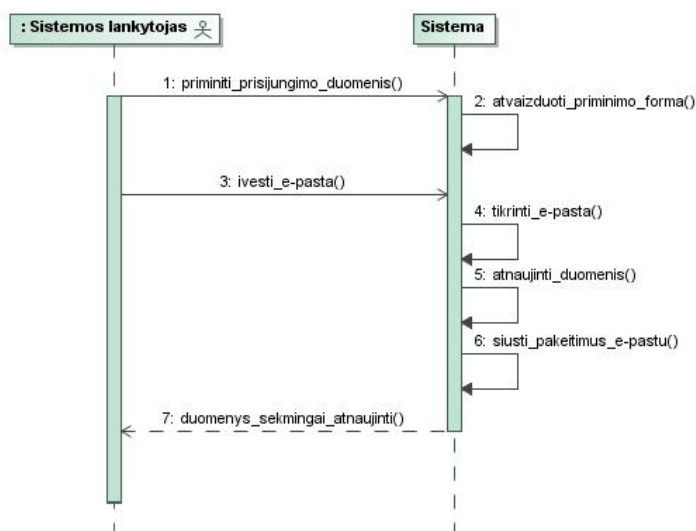 : Sistemos lankytojas
Sistema
1: priminiti_prisijungimo_duomenis()
2: atvaizduoti_priminimo_forma()
3: ivesti_e-pasta()
4: tikrinti_e-pasta()
5: atnaujinti_duomenis()
6: siusti_pakeitimus_e-pastu()
7: duomenys_sekmingai_atnaujinti()